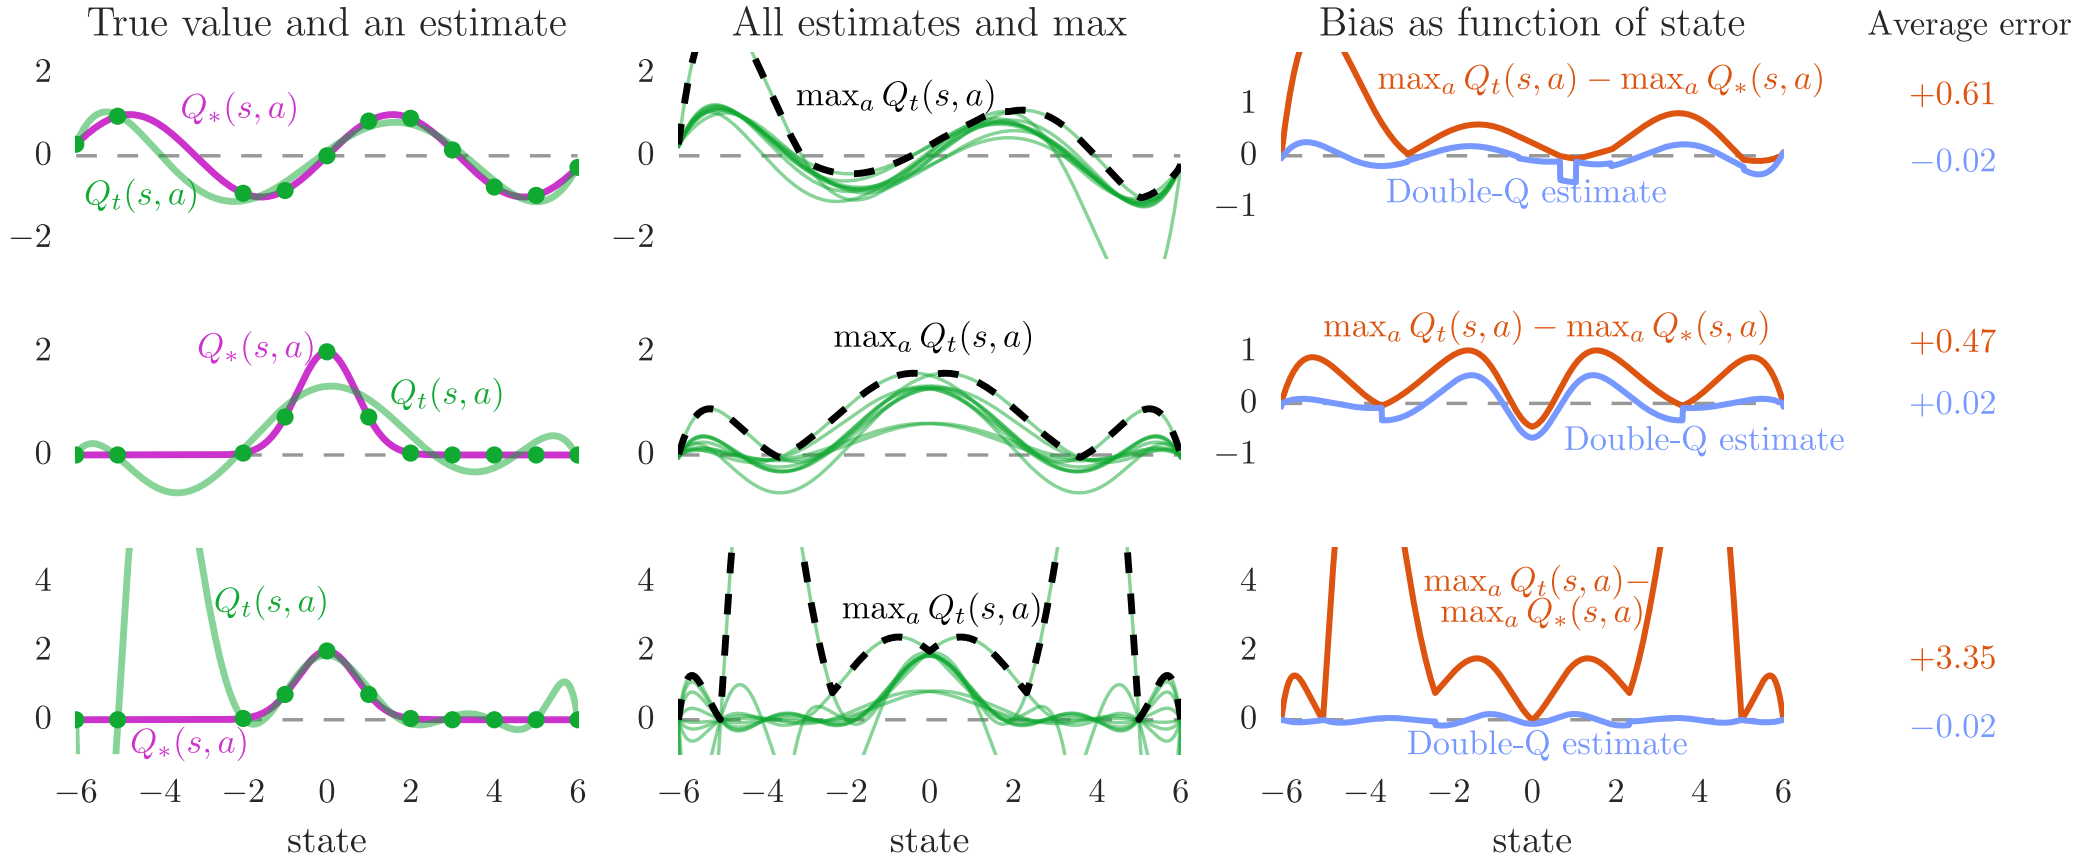 True value and an estimate
All estimates and max
Bias as function of state
Average error
2
0
−2
Q∗(s, a)
Qt(s, a)
2
0
−2
maxa Qt(s, a)
1
0
−1
maxa Qt(s, a) − maxa Q∗(s, a)
Double-Q estimate
+0.61
−0.02
2
0
Q∗(s, a)
Qt(s, a)
2
0
maxa Qt(s, a)
1
0
−1
maxa Qt(s, a) − maxa Q∗(s, a)
Double-Q estimate
+0.47
+0.02
4
2
0
Qt(s, a)
Q∗(s, a)
−6 −4 −2 0 2 4 6
state
4
2
0
maxa Qt(s, a)
−6 −4 −2 0 2 4 6
state
4
2
0
maxa Qt(s, a)−
maxa Q∗(s, a)
Double-Q estimate
−6 −4 −2 0 2 4 6
state
+3.35
−0.02